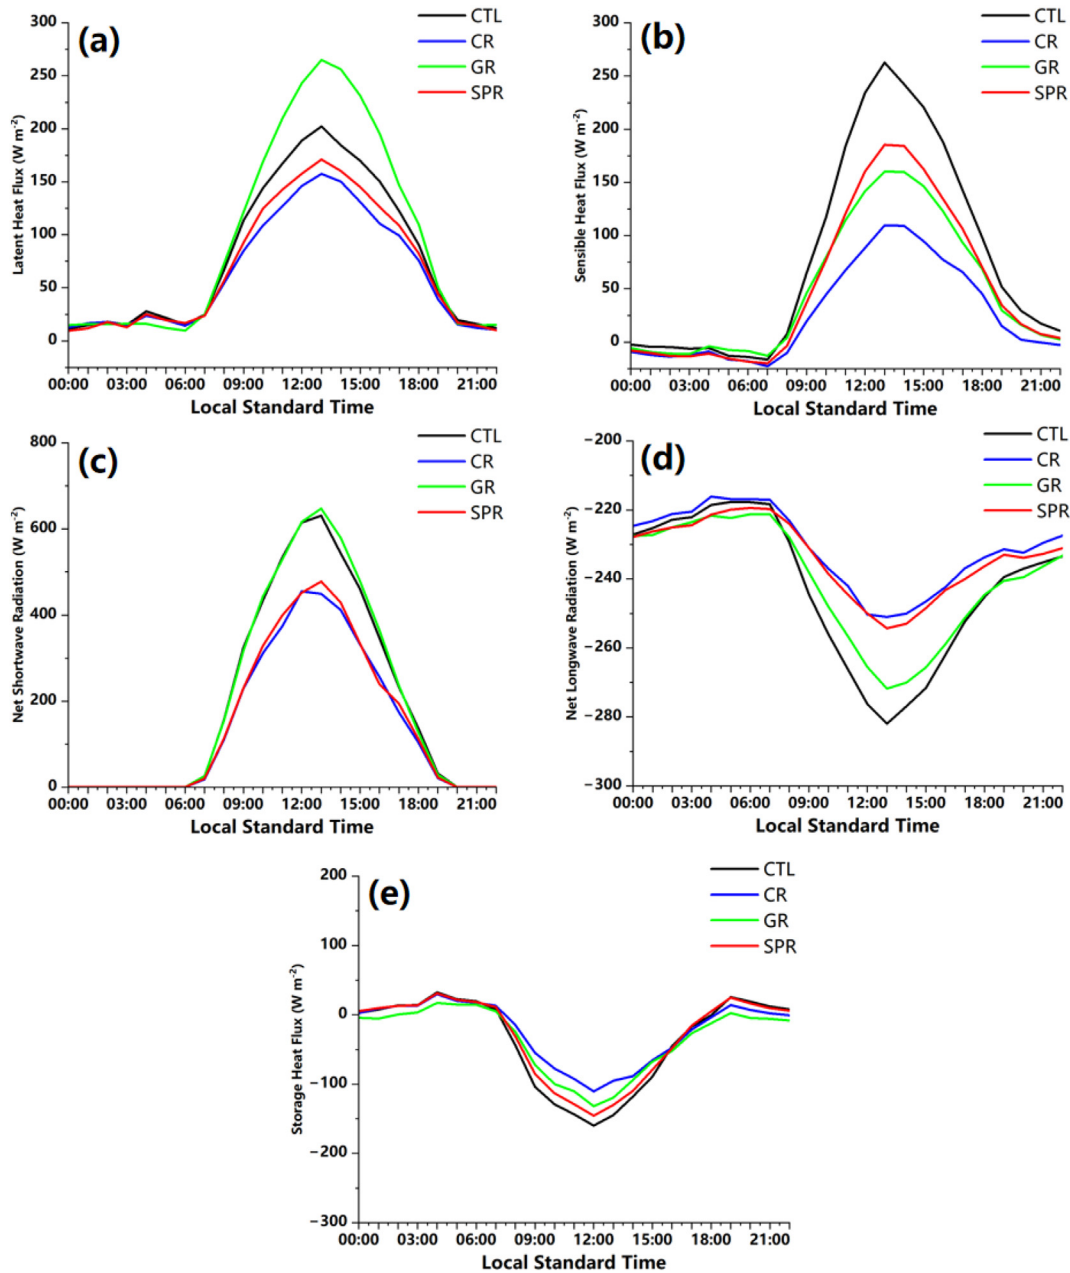 (a)
CTL
CR
GR
SPR
Latent Heat Flux (W m-2)
300
250
200
150
100
50
0
00:00 03:00 06:00 09:00 12:00 15:00 18:00 21:00
Local Standard Time
(b)
CTL
CR
GR
SPR
Sensible Heat Flux (W m-2)
300
250
200
150
100
50
0
00:00 03:00 06:00 09:00 12:00 15:00 18:00 21:00
Local Standard Time
(c)
CTL
CR
GR
SPR
Net Shortwave Radiation (W m-2)
800
600
400
200
0
00:00 03:00 06:00 09:00 12:00 15:00 18:00 21:00
Local Standard Time
(d)
CTL
CR
GR
SPR
Net Longwave Radiation (W m-2)
−200
−220
−240
−260
−280
−300
00:00 03:00 06:00 09:00 12:00 15:00 18:00 21:00
Local Standard Time
(e)
CTL
CR
GR
SPR
Storage Heat Flux (W m-2)
200
100
0
−100
−200
−300
00:00 03:00 06:00 09:00 12:00 15:00 18:00 21:00
Local Standard Time